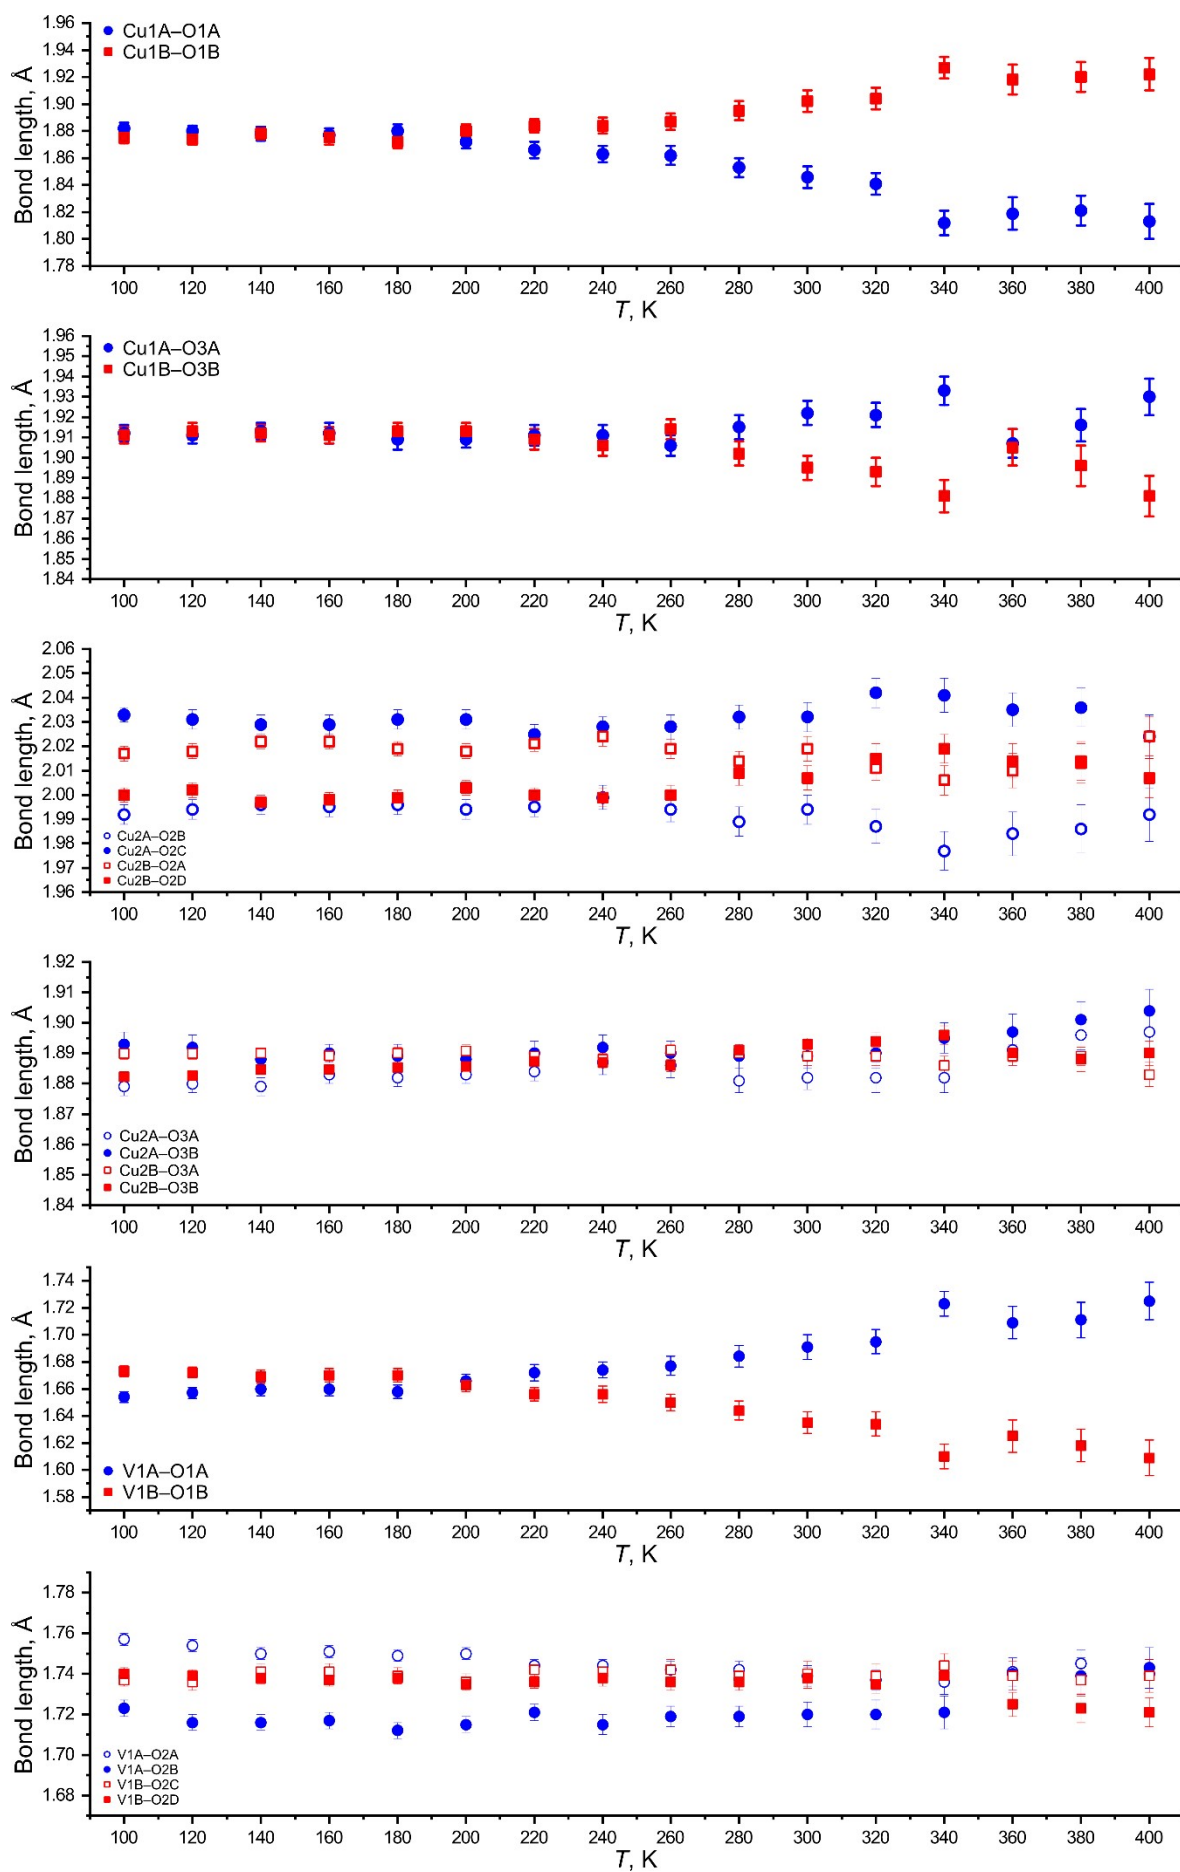 Bond length, Å
1.96
1.94
1.92
1.90
1.88
1.86
1.84
1.82
1.80
1.78
Cu1A–O1A
Cu1B–O1B
100 120 140 160 180 200 220 240 260 280 300 320 340 360 380 400
T, K
Bond length, Å
1.96
1.95
1.94
1.93
1.92
1.91
1.90
1.89
1.88
1.87
1.86
1.85
1.84
Cu1A–O3A
Cu1B–O3B
100 120 140 160 180 200 220 240 260 280 300 320 340 360 380 400
T, K
Bond length, Å
2.06
2.05
2.04
2.03
2.02
2.01
2.00
1.99
1.98
1.97
1.96
Cu2A–O2B
Cu2A–O2C
Cu2B–O2A
Cu2B–O2D
100 120 140 160 180 200 220 240 260 280 300 320 340 360 380 400
T, K
Bond length, Å
1.92
1.91
1.90
1.89
1.88
1.87
1.86
1.85
1.84
Cu2A–O3A
Cu2A–O3B
Cu2B–O3A
Cu2B–O3B
100 120 140 160 180 200 220 240 260 280 300 320 340 360 380 400
T, K
Bond length, Å
1.74
1.72
1.70
1.68
1.66
1.64
1.62
1.60
1.58
V1A–O1A
V1B–O1B
100 120 140 160 180 200 220 240 260 280 300 320 340 360 380 400
T, K
Bond length, Å
1.78
1.76
1.74
1.72
1.70
1.68
V1A–O2A
V1A–O2B
V1B–O2C
V1B–O2D
100 120 140 160 180 200 220 240 260 280 300 320 340 360 380 400
T, K